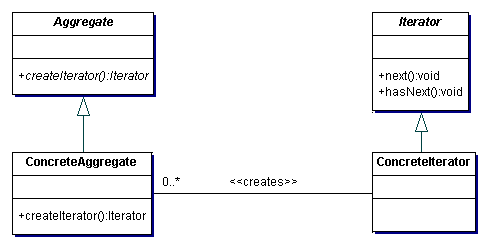 Aggregate
+createIterator():Iterator
Iterator
+next():void
+hasNext():void
ConcreteAggregate
+createIterator():Iterator
0..*
<<creates>>
ConcreteIterator